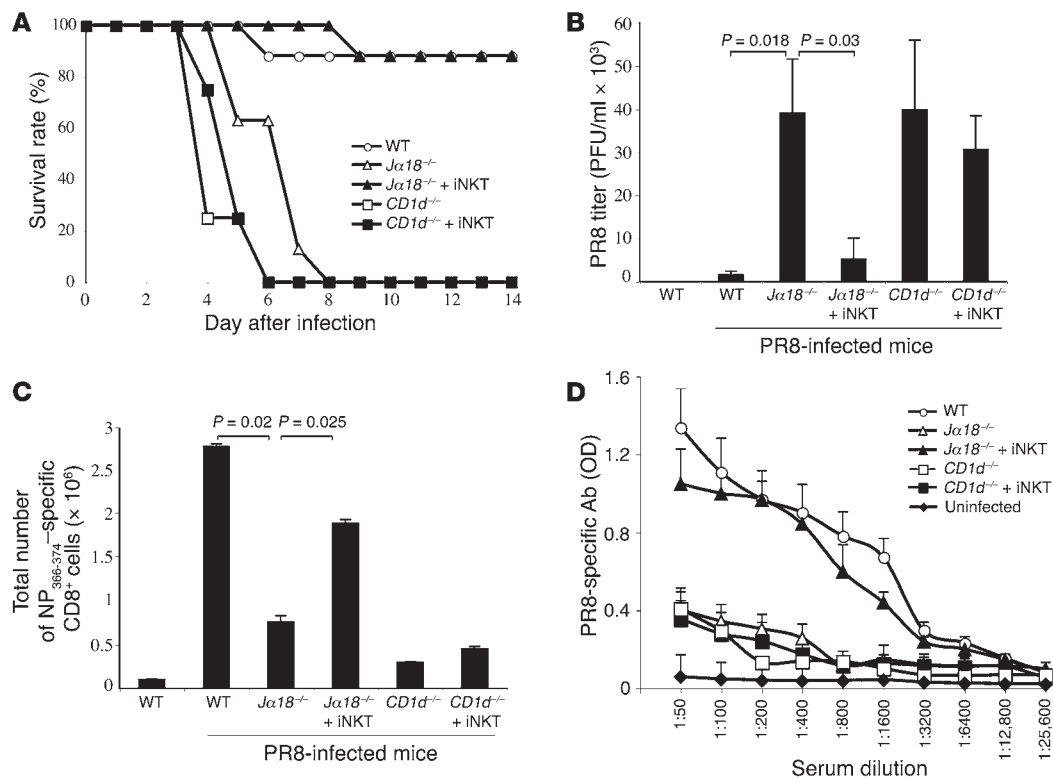 A
100
80
60
40
20
0
Survival rate (%)
0 2 4 6 8 10 12 14
Day after infection
WT
Jα18–/–
Jα18–/– + iNKT
CD1d–/–
CD1d–/– + iNKT
B
60
50
40
30
20
10
0
PR8 titer (PFU/ml × 10³)
P = 0.018 P = 0.03
WT WT Jα18–/– Jα18–/– CD1d–/– CD1d–/–
+ iNKT + iNKT
PR8-infected mice
C
3
2.5
2
1.5
1
0.5
0
Total number
of NP366-374–specific
CD8+ cells (× 10⁶)
P = 0.02 P = 0.025
WT WT Jα18–/– Jα18–/– CD1d–/– CD1d–/–
+ iNKT + iNKT
PR8-infected mice
D
1.6
1.2
0.8
0.4
0
PR8-specific Ab (OD)
WT
Jα18–/–
Jα18–/– + iNKT
CD1d–/–
CD1d–/– + iNKT
Uninfected
1:50
1:100
1:200
1:400
1:800
1:1600
1:3200
1:6400
1:12,800
1:25,600
Serum dilution